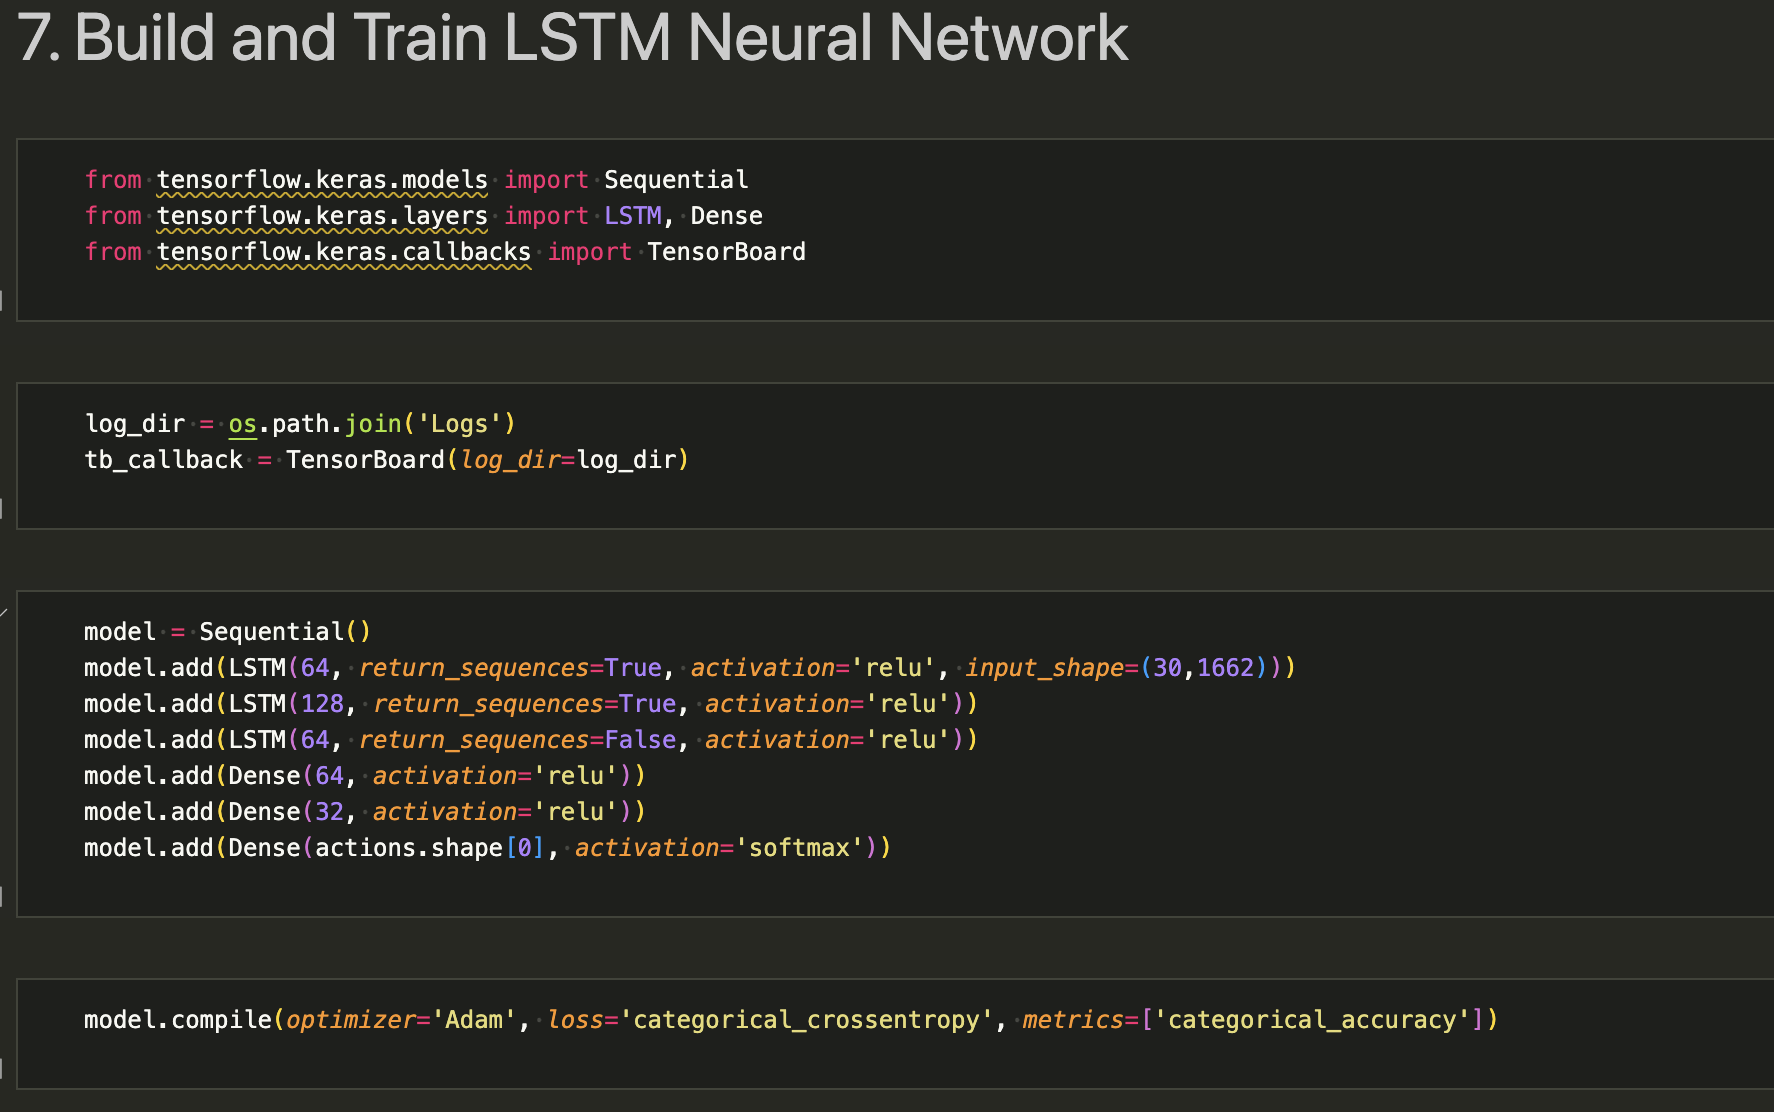 7. Build and Train LSTM Neural Network
from tensorflow.keras.models import Sequential
from tensorflow.keras.layers import LSTM, Dense
from tensorflow.keras.callbacks import TensorBoard
log_dir = os.path.join('Logs')
tb_callback = TensorBoard(log_dir=log_dir)
model = Sequential()
model.add(LSTM(64, return_sequences=True, activation='relu', input_shape=(30,1662)))
model.add(LSTM(128, return_sequences=True, activation='relu'))
model.add(LSTM(64, return_sequences=False, activation='relu'))
model.add(Dense(64, activation='relu'))
model.add(Dense(32, activation='relu'))
model.add(Dense(actions.shape[0], activation='softmax'))
model.compile(optimizer='Adam', loss='categorical_crossentropy', metrics=['categorical_accuracy'])